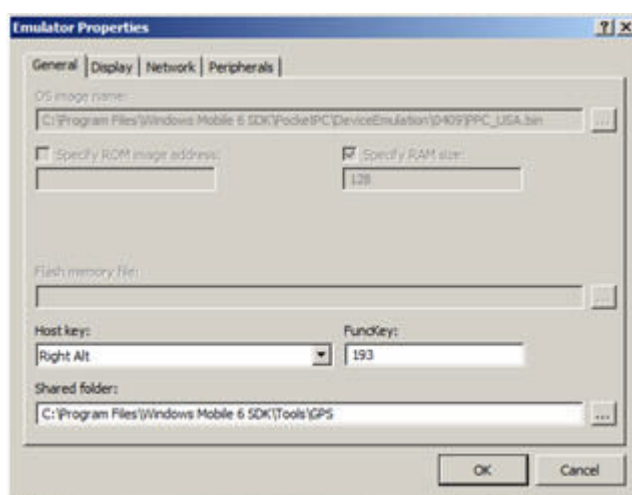 Emulator Properties
General Display Network Peripherals
OS image name:
C:\Program Files\Windows Mobile 6 SDK\PocketPC\DeviceEmulation\0409\PPC_USA.bin ...
Specify ROM image address: Specify RAM size:
128
Flash memory file:
...
Host key: FuncKey:
Right Alt 193
Shared folder:
C:\Program Files\Windows Mobile 6 SDK\Tools\GPS ...
OK Cancel